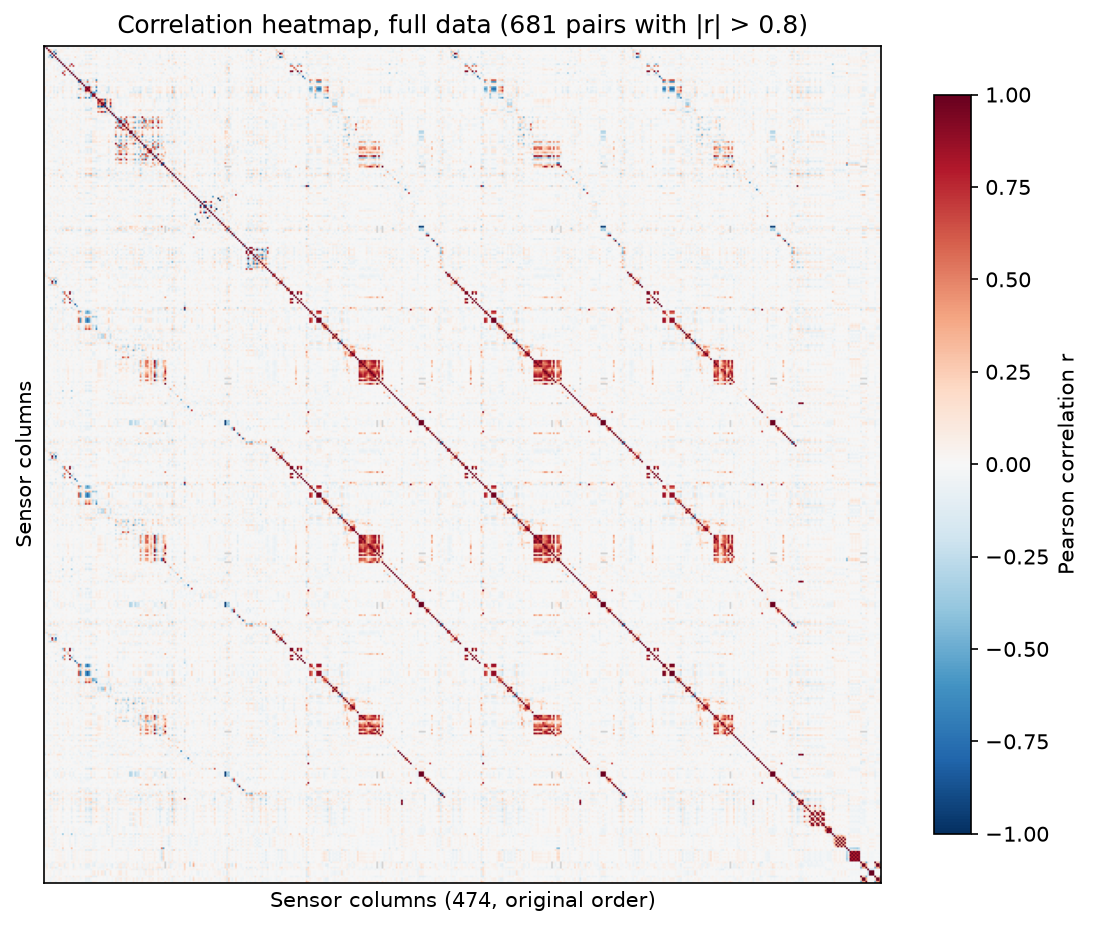 Correlation heatmap, full data (681 pairs with |r| > 0.8)
Sensor columns
Sensor columns (474, original order)
1.00
0.75
0.50
0.25
0.00
−0.25
−0.50
−0.75
−1.00
Pearson correlation r